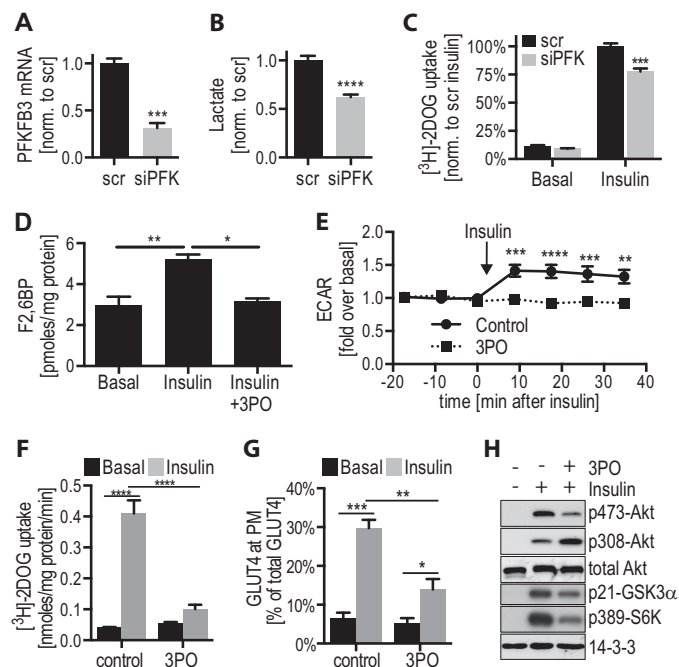 A
PFKFB3 mRNA
[norm. to scr]
1.0
0.5
0.0
***
scr siPFK
B
Lactate
[norm. to scr]
1.0
0.5
0.0
****
scr siPFK
C
[³H]-2DOG uptake
[norm. to scr insulin]
100%
75%
50%
25%
0%
scr
siPFK
***
Basal Insulin
D
F2,6BP
[pmoles/mg protein]
6
4
2
0
** *
Basal Insulin Insulin
+3PO
E
ECAR
[fold over basal]
2.0
1.5
1.0
0.5
0.0
Insulin
*** **** *** **
Control
3PO
-20 -10 0 10 20 30 40
time [min after insulin]
F
Basal Insulin
[³H]-2DOG uptake
[nmoles/mg protein/min]
0.5
0.4
0.3
0.2
0.1
0.0
****
****
control 3PO
G
Basal Insulin
GLUT4 at PM
[% of total GLUT4]
40%
30%
20%
10%
0%
**
***
*
control 3PO
H
- - + 3PO
- + + Insulin
p473-Akt
p308-Akt
total Akt
p21-GSK3α
p389-S6K
14-3-3